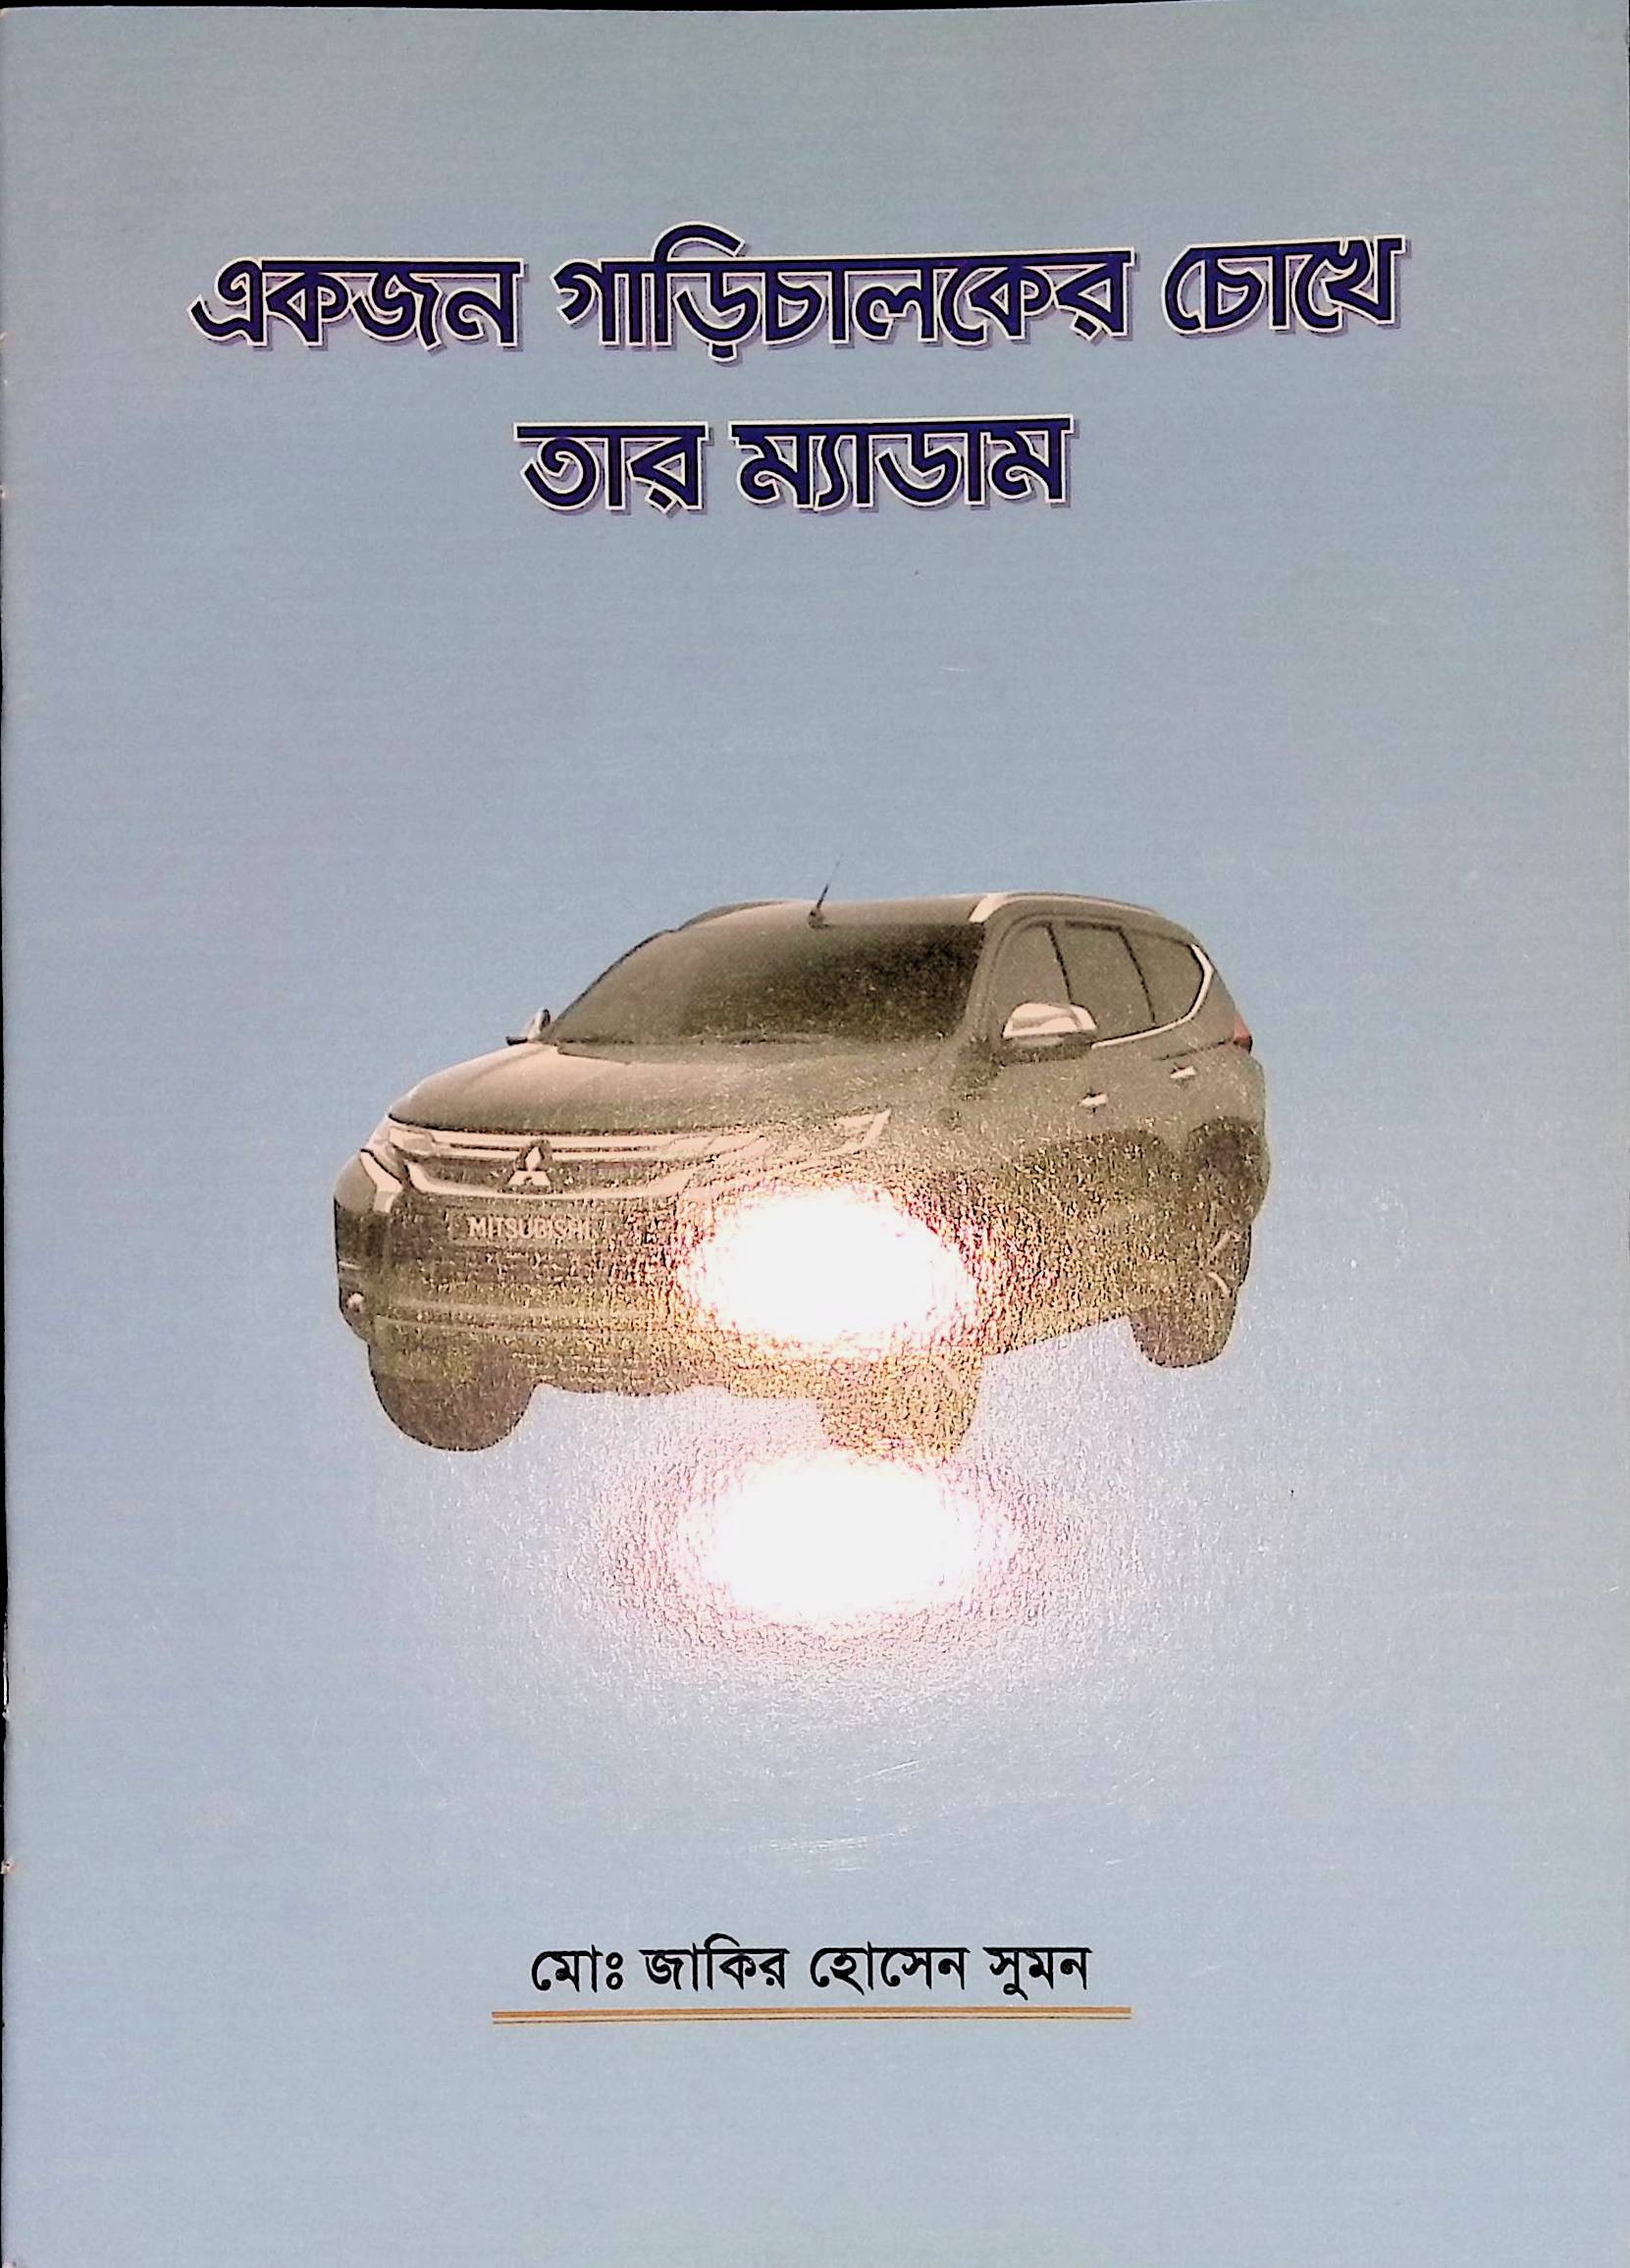 একজন গাড়িচালকের চোখে
তার ম্যাডাম
MITSUBISHI
মোঃ জাকির হোসেন সুমন